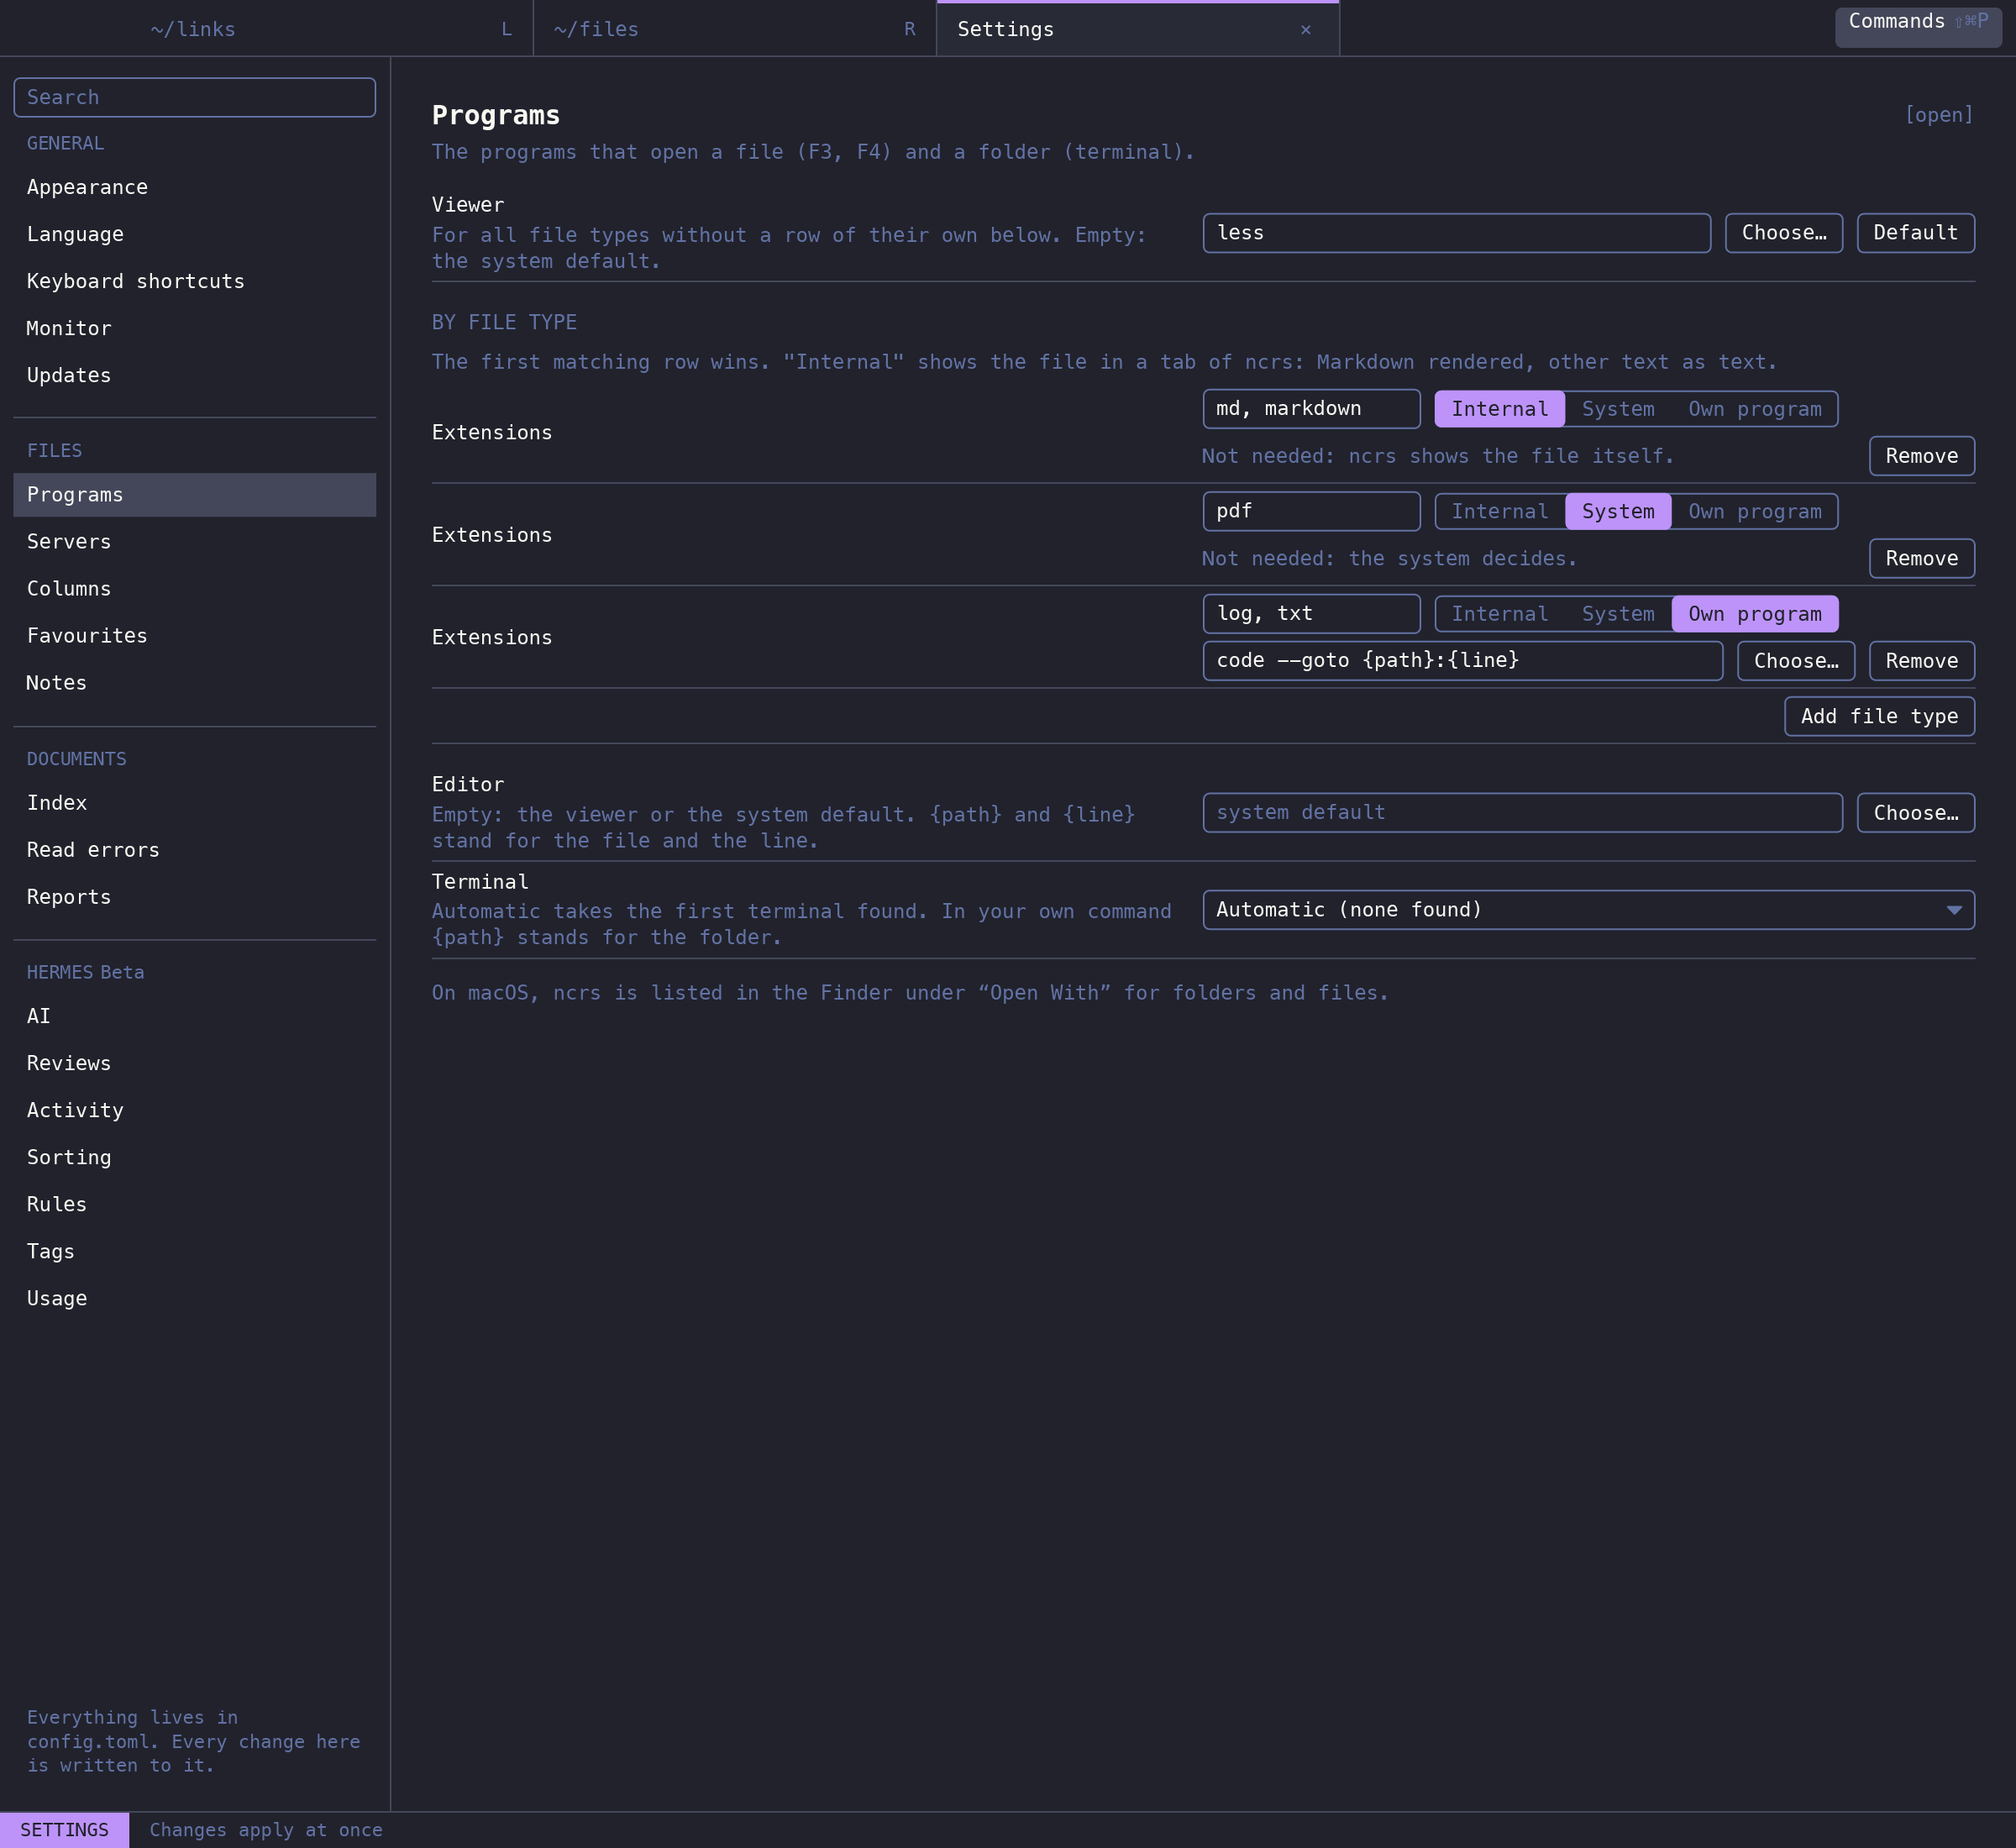 ~/links L ~/files R Settings × Commands ⇧⌘P
Search
GENERAL
Appearance
Language
Keyboard shortcuts
Monitor
Updates
FILES
Programs
Servers
Columns
Favourites
Notes
DOCUMENTS
Index
Read errors
Reports
HERMES Beta
AI
Reviews
Activity
Sorting
Rules
Tags
Usage
Everything lives in
config.toml. Every change here
is written to it.
Programs [open]
The programs that open a file (F3, F4) and a folder (terminal).
Viewer
For all file types without a row of their own below. Empty:
the system default.
less Choose… Default
BY FILE TYPE
The first matching row wins. "Internal" shows the file in a tab of ncrs: Markdown rendered, other text as text.
Extensions
md, markdown Internal System Own program
Not needed: ncrs shows the file itself. Remove
Extensions
pdf Internal System Own program
Not needed: the system decides. Remove
Extensions
log, txt Internal System Own program
code --goto {path}:{line} Choose… Remove
Add file type
Editor
Empty: the viewer or the system default. {path} and {line}
stand for the file and the line.
system default Choose…
Terminal
Automatic takes the first terminal found. In your own command
{path} stands for the folder.
Automatic (none found)
On macOS, ncrs is listed in the Finder under “Open With” for folders and files.
SETTINGS Changes apply at once